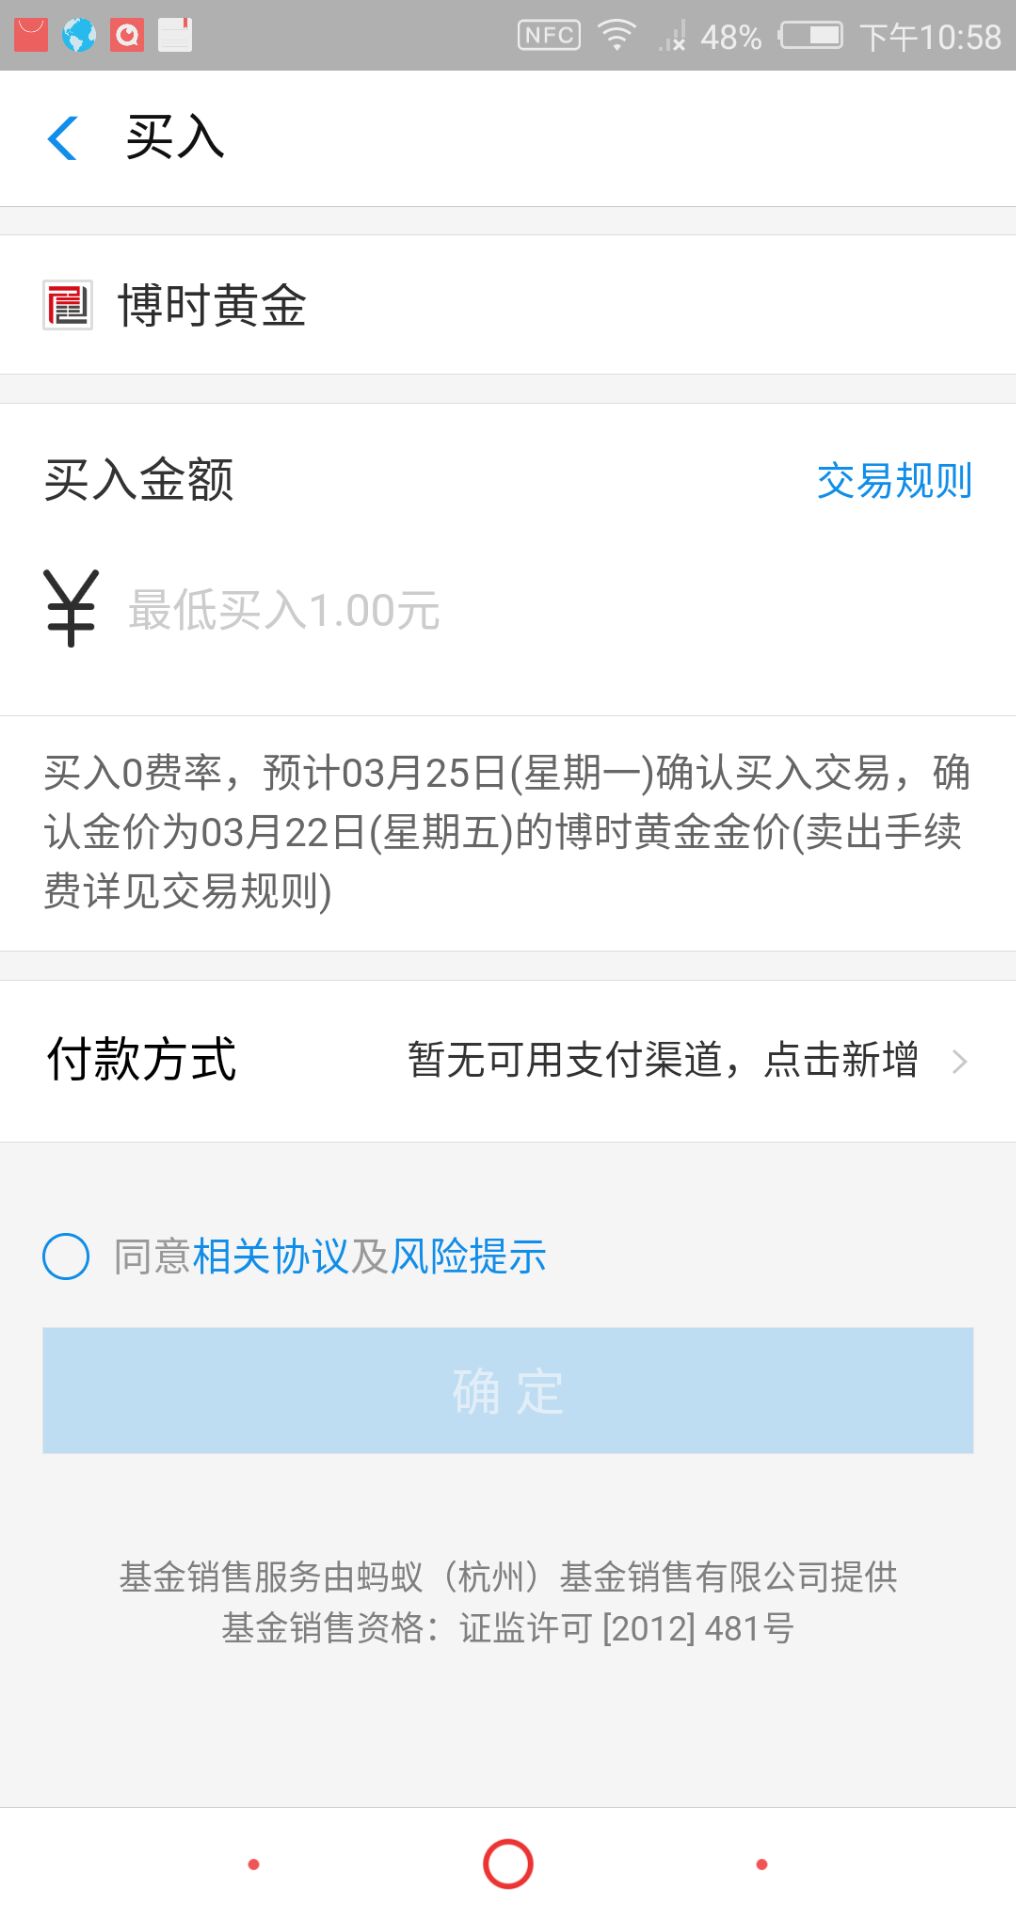 NFC 48% 下午10:58
买入
博时黄金
买入金额 交易规则
¥ 最低买入1.00元
买入0费率，预计03月25日(星期一)确认买入交易，确
认金价为03月22日(星期五)的博时黄金金价(卖出手续
费详见交易规则)
付款方式 暂无可用支付渠道，点击新增
同意相关协议及风险提示
确定
基金销售服务由蚂蚁（杭州）基金销售有限公司提供
基金销售资格：证监许可 [2012] 481号